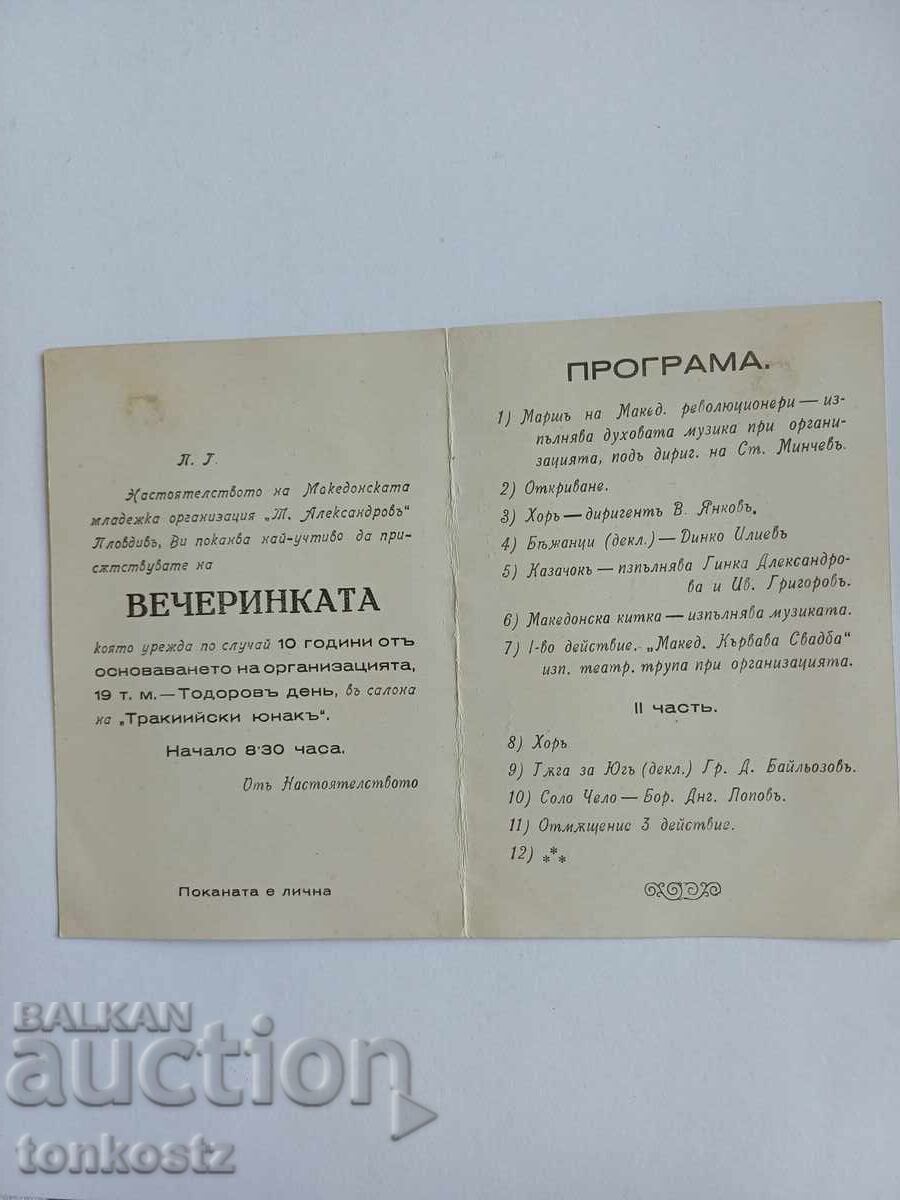 П. Г.
Настоятелството на Македонската
младежка организация „Т. Александровъ“
Пловдивъ, Ви поканва най-учтиво да при-
сѫтствувате на
ВЕЧЕРИНКАТА
която урежда по случай 10 години отъ
основаването на организацията,
19 т. м. — Тодоровъ день, въ салона
на „Тракиийски юнакъ“.
Начало 8·30 часа.
Отъ Настоятелството
Поканата е лична
ПРОГРАМА.
1) Маршъ на Макед. революционери — из-
пълнява духовата музика при органи-
зацията, подъ дириг. на Ст. Минчевъ.
2) Откриване.
3) Хоръ — диригентъ В. Янковъ.
4) Бѣжанци (декл.) — Динко Илиевъ
5) Казачокъ — изпълнява Гинка Александро-
ва и Ив. Григоровъ.
6) Македонска китка — изпълнява музиката.
7) I-во действие. „Макед. Кървава Свадба“
изп. театр. трупа при организацията.
II часть.
8) Хоръ
9) Тѫга за Югъ (декл.) Гр. Д. Байльозовъ.
10) Соло Чело — Бор. Анг. Поповъ.
11) Отмѫщение 3 действие.
12) ***
BALKAN
auction
tonkostz